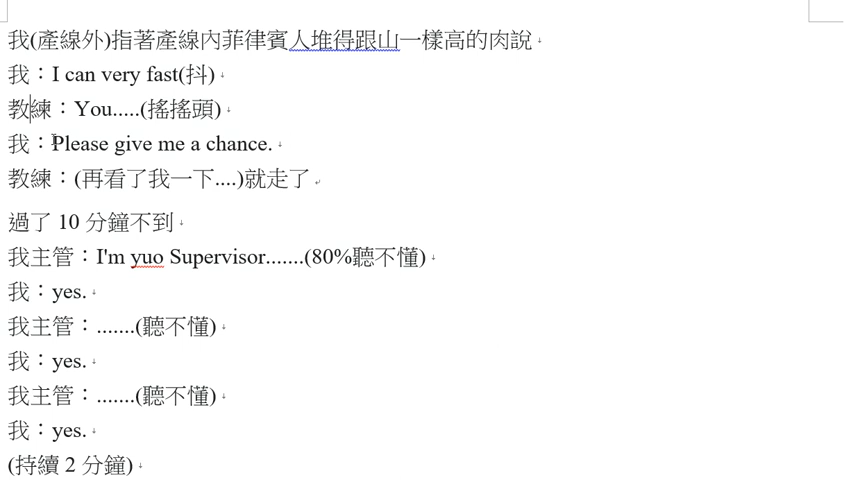 我(產線外)指著產線內菲律賓人堆得跟山一樣高的肉說
我：I can very fast(抖)
教練：You.....(搖搖頭)
我：Please give me a chance.
教練：(再看了我一下....)就走了
過了 10 分鐘不到
我主管：I'm yuo Supervisor.......(80%聽不懂)
我：yes.
我主管：.......(聽不懂)
我：yes.
我主管：.......(聽不懂)
我：yes.
(持續 2 分鐘)